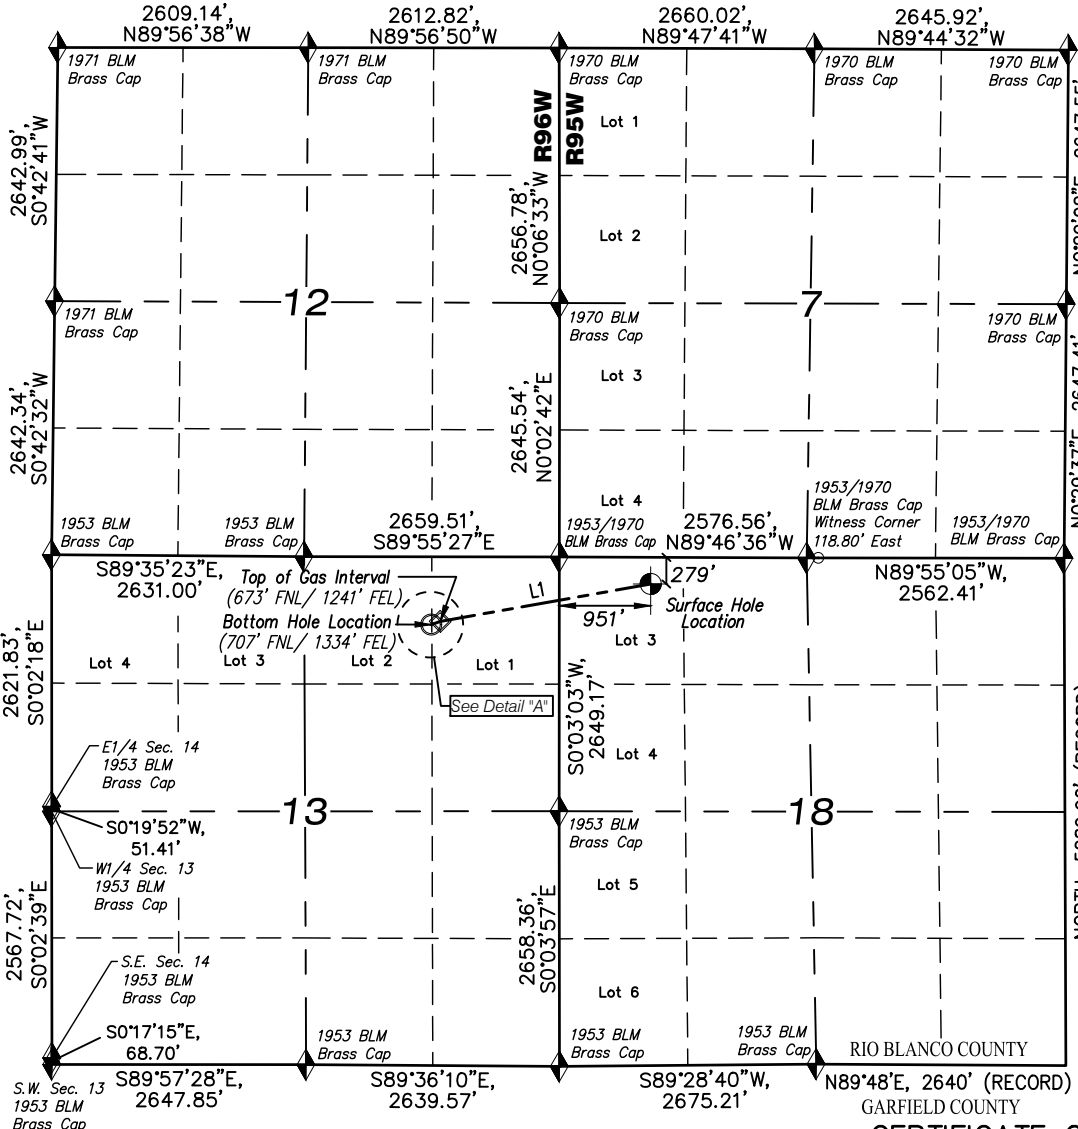 2609.14', 
N89°56'38"W
2612.82',
N89°56'50"W
2660.02',
N89°47'41"W
2645.92',
N89°44'32"W
1971 BLM
Brass Cap
1971 BLM
Brass Cap
1970 BLM
Brass Cap
1970 BLM
Brass Cap
1970 BLM
Brass Cap
2642.99',
S0°42'41"W
R96W
R95W
Lot 1
2656.78',
N0°06'33"W
Lot 2
12
7
1971 BLM
Brass Cap
1970 BLM
Brass Cap
1970 BLM
Brass Cap
2642.34',
S0°42'32"W
2645.54',
N0°02'42"E
Lot 3
N0°29'37"E, 2647.41'
Lot 4
1953 BLM
Brass Cap
1953 BLM
Brass Cap
2659.51',
S89°55'27"E
1953/1970
BLM Brass Cap
2576.56',
N89°46'36"W
1953/1970
BLM Brass Cap
Witness Corner
118.80' East
1953/1970
BLM Brass Cap
S89°35'23"E,
2631.00'
Top of Gas Interval
(673' FNL/ 1241' FEL)
Bottom Hole Location
(707' FNL/ 1334' FEL)
L1
279'
951'
Surface Hole
Location
N89°55'05"W,
2562.41'
2621.83',
S0°02'18"E
Lot 4
Lot 3
Lot 2
Lot 1
Lot 3
See Detail "A"
S0°03'03"W,
2649.17'
Lot 4
E1/4 Sec. 14
1953 BLM
Brass Cap
13
18
S0°19'52"W,
51.41'
W1/4 Sec. 13
1953 BLM
Brass Cap
1953 BLM
Brass Cap
2567.72',
S0°02'39"E
2658.36',
S0°03'57"E
Lot 5
S.E. Sec. 14
1953 BLM
Brass Cap
Lot 6
S0°17'15"E,
68.70'
1953 BLM
Brass Cap
1953 BLM
Brass Cap
1953 BLM
Brass Cap
RIO BLANCO COUNTY
S.W. Sec. 13
1953 BLM
Brass Cap
S89°57'28"E,
2647.85'
S89°36'10"E,
2639.57'
S89°28'40"W,
2675.21'
N89°48'E, 2640' (RECORD)
GARFIELD COUNTY